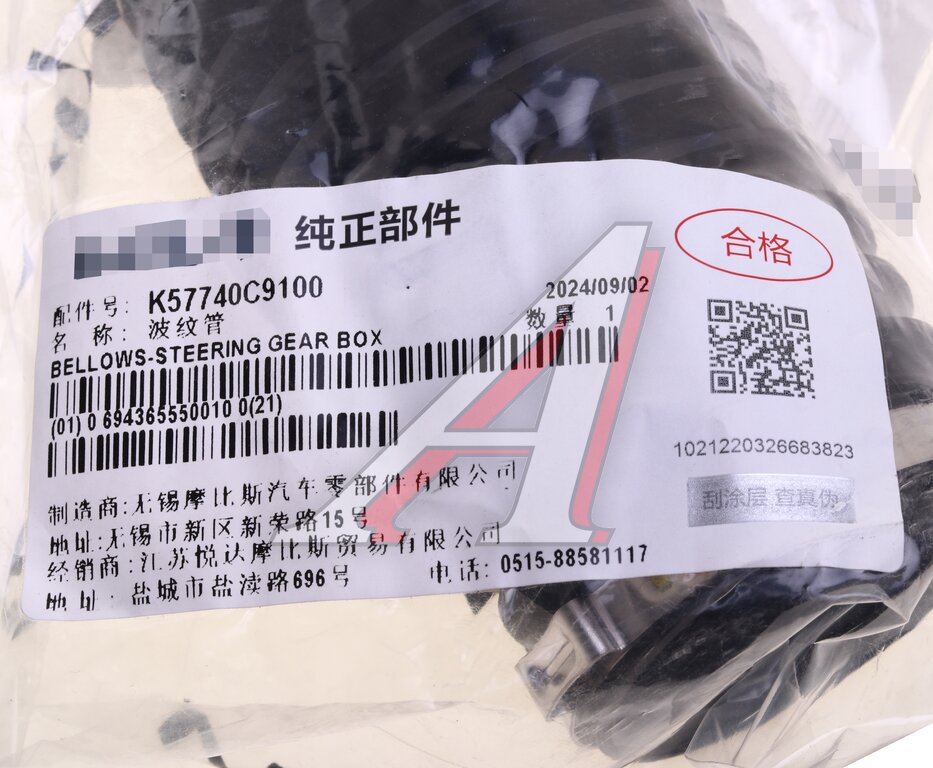 纯正部件
合格
配件号: K57740C9100
2024/09/02
名 称: 波纹管
数量 1
BELLOWS-STEERING GEAR BOX
(01) 0 694365550010 0(21)
1021220326683823
刮涂层 查真伪
制造商:无锡摩比斯汽车零部件有限公司
地址:无锡市新区新荣路15号
经销商:江苏悦达摩比斯贸易有限公司
地址: 盐城市盐渎路696号
电话: 0515-88581117